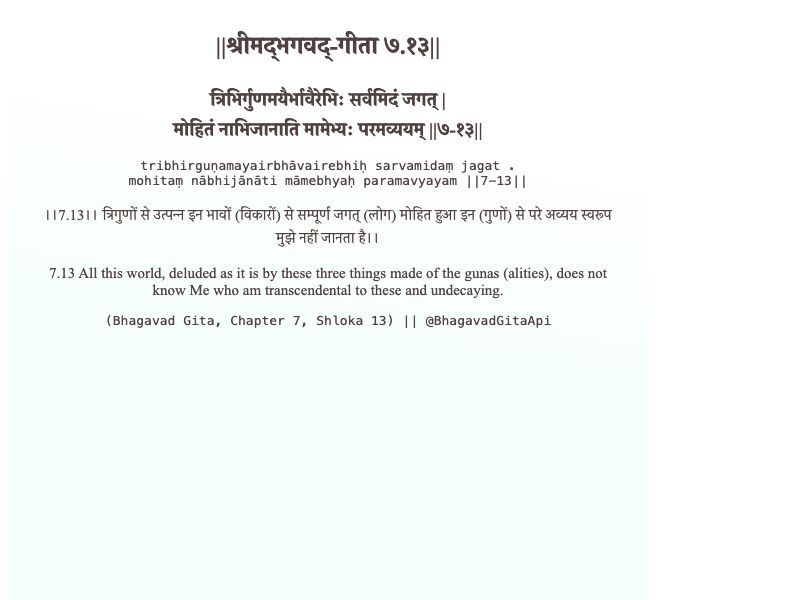 ||श्रीमद्‍भगवद्‍-गीता ७.१३||
त्रिभिर्गुणमयैर्भावैरेभिः सर्वमिदं जगत् |
मोहितं नाभिजानाति मामेभ्यः परमव्ययम् ||७-१३||
tribhirguṇamayairbhāvairebhiḥ sarvamidaṃ jagat .
mohitaṃ nābhijānāti māmebhyaḥ paramavyayam ||7-13||
।।7.13।। त्रिगुणों से उत्पन्न इन भावों (विकारों) से सम्पूर्ण जगत् (लोग) मोहित हुआ इन (गुणों) से परे अव्यय स्वरूप
मुझे नहीं जानता है।।
7.13 All this world, deluded as it is by these three things made of the gunas (alities), does not
know Me who am transcendental to these and undecaying.
(Bhagavad Gita, Chapter 7, Shloka 13) || @BhagavadGitaApi